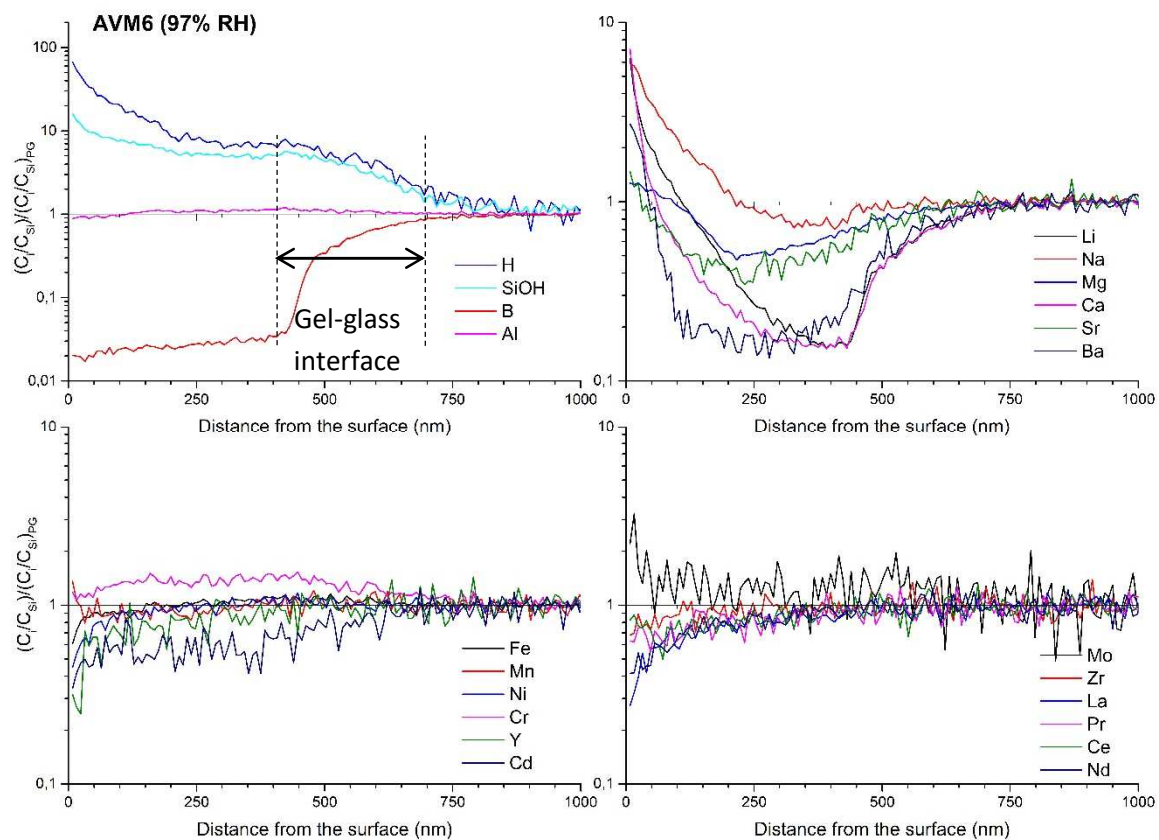 AVM6 (97% RH)
(Cᵢ/C_Si)/(Cᵢ/C_Si)_PG
100
10
1
0,1
0,01
Gel-glass
interface
H
SiOH
B
Al
0 250 500 750 1000
Distance from the surface (nm)
10
1
0,1
Li
Na
Mg
Ca
Sr
Ba
0 250 500 750 1000
Distance from the surface (nm)
(Cᵢ/C_Si)/(Cᵢ/C_Si)_PG
10
1
0,1
Fe
Mn
Ni
Cr
Y
Cd
0 250 500 750 1000
Distance from the surface (nm)
10
1
0,1
Mo
Zr
La
Pr
Ce
Nd
0 250 500 750 1000
Distance from the surface (nm)